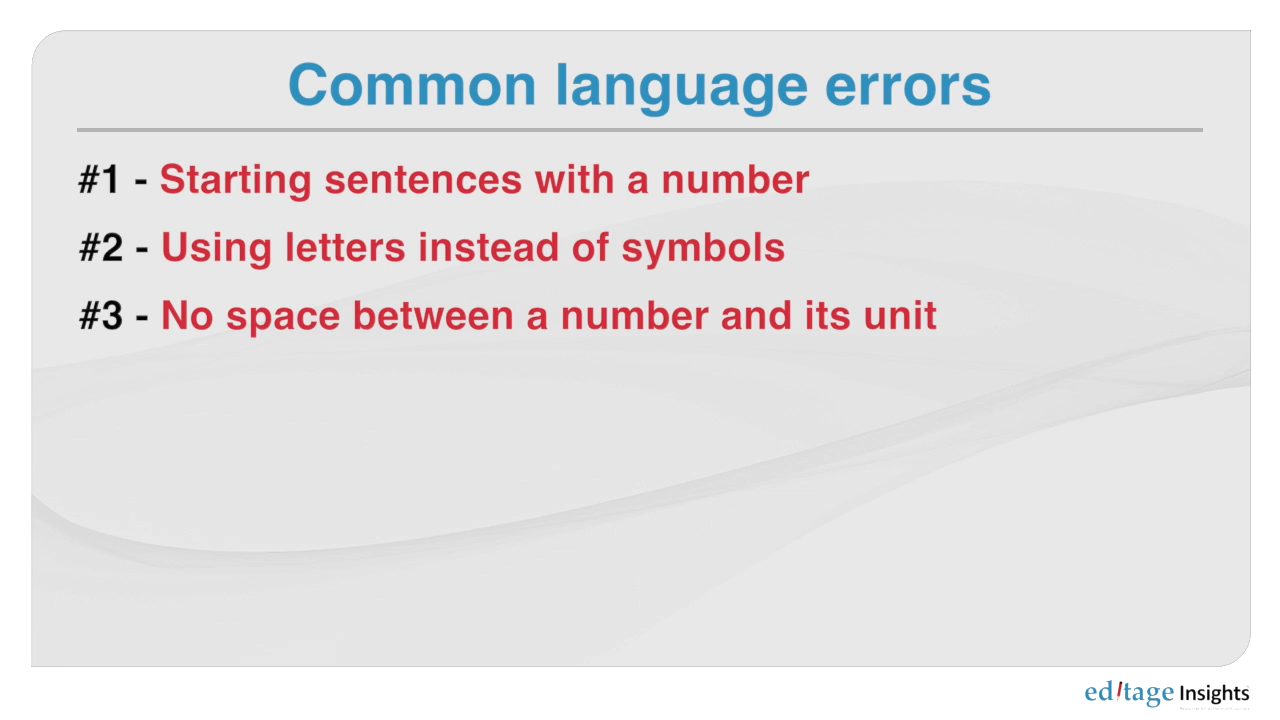 Common language errors
#1 - Starting sentences with a number
#2 - Using letters instead of symbols
#3 - No space between a number and its unit
editage Insights